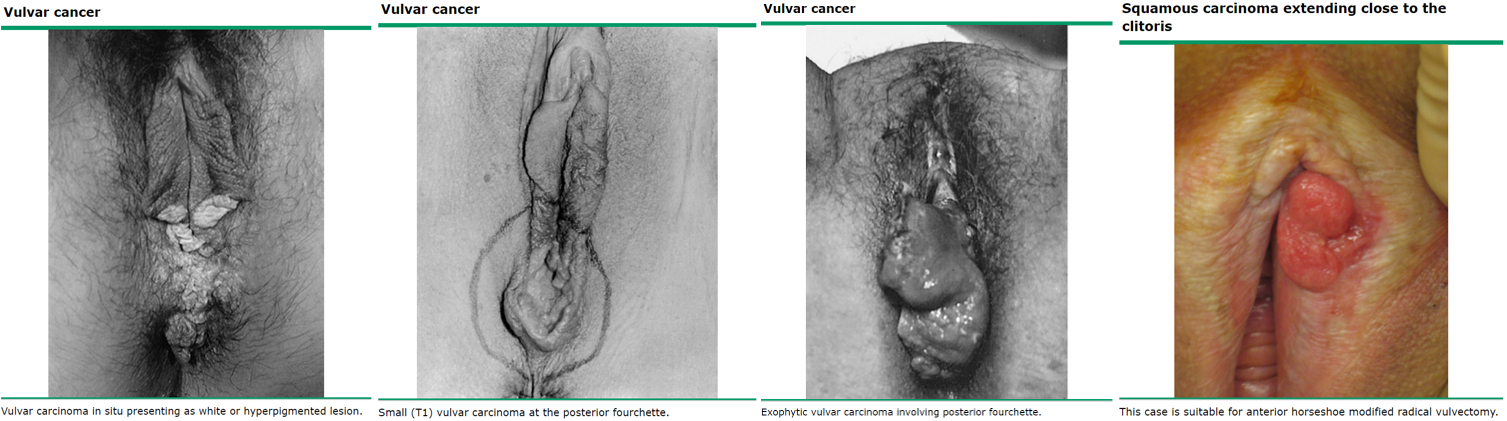 Vulvar cancer
Vulvar carcinoma in situ presenting as white or hyperpigmented lesion.
Vulvar cancer
Small (T1) vulvar carcinoma at the posterior fourchette.
Vulvar cancer
Exophytic vulvar carcinoma involving posterior fourchette.
Squamous carcinoma extending close to the
clitoris
This case is suitable for anterior horseshoe modified radical vulvectomy.